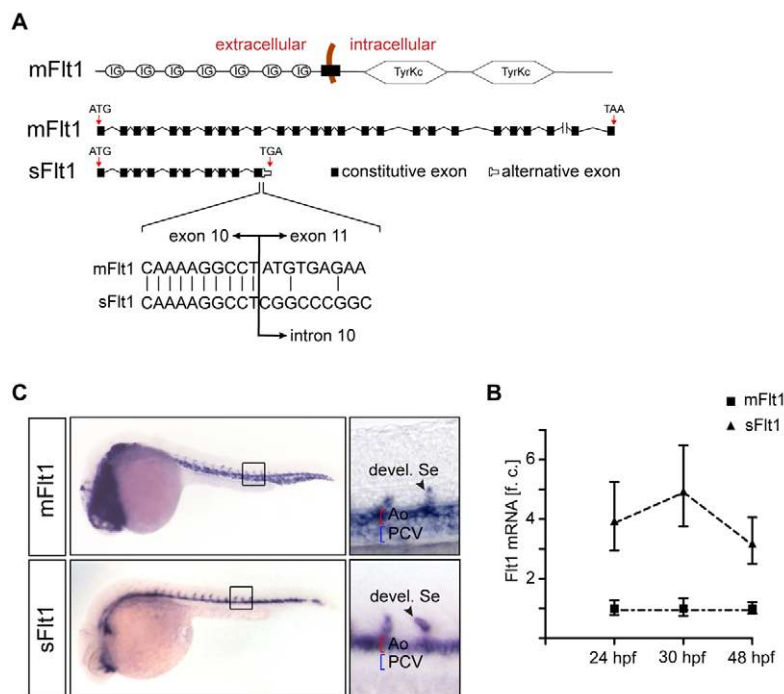 A
extracellular intracellular
mFlt1 IG IG IG IG IG IG IG TyrKc TyrKc
ATG TAA
mFlt1
ATG TGA
sFlt1 constitutive exon alternative exon
exon 10 exon 11
mFlt1 CAAAAGGCCTATGTGAGAA
sFlt1 CAAAAGGCCTCGGCCCGGC
intron 10
C
mFlt1
devel. Se
Ao
PCV
sFlt1
devel. Se
Ao
PCV
B
mFlt1
sFlt1
Flt1 mRNA [f. c.]
6
4
2
24 hpf 30 hpf 48 hpf